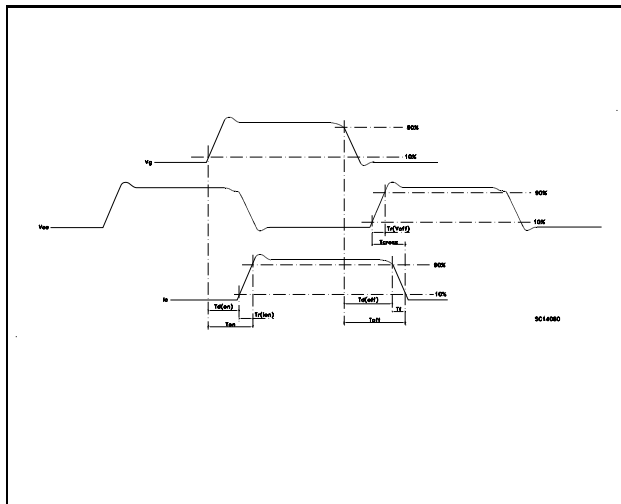 90%
Vg
10%
90%
Vce
10%
Tr(Voff)
Tcross
90%
Ic
10%
Td(on)
Td(off)
Tf
Tr(Ion)
Ton
Toff
SC14080